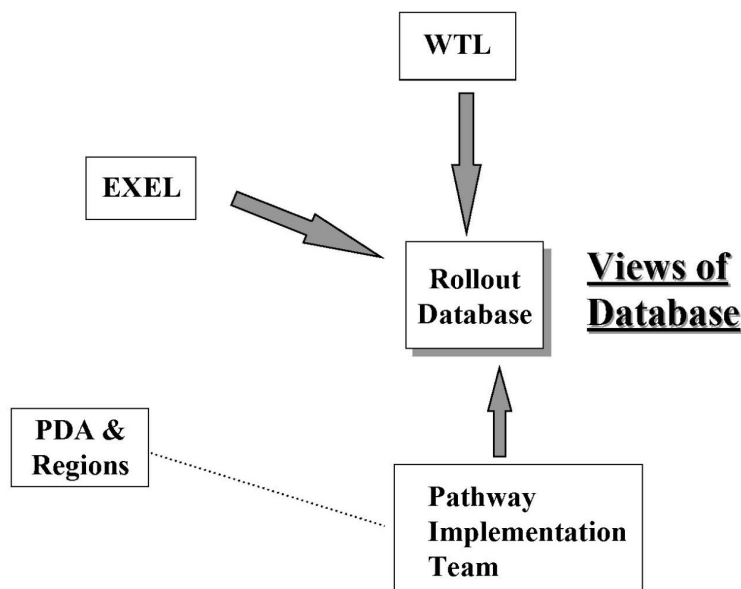 WTL
EXEL
Rollout
Database
Views of
Database
PDA &
Regions
Pathway
Implementation
Team